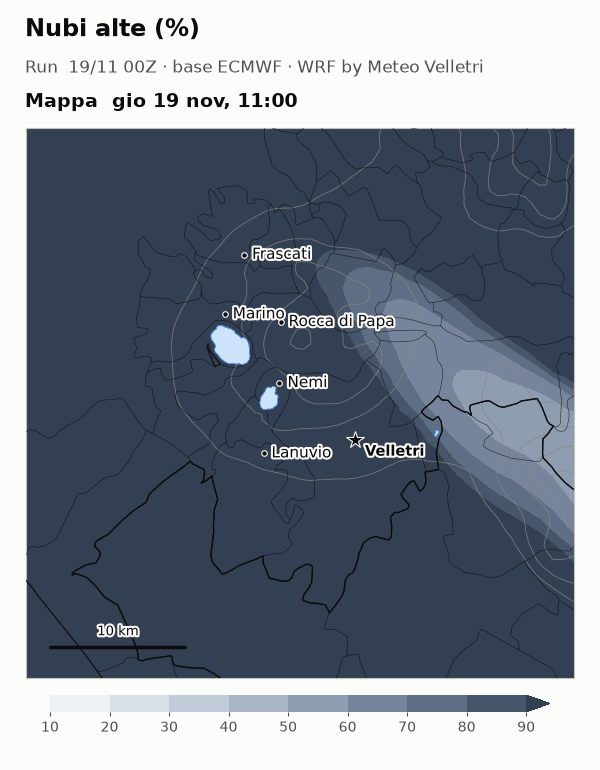 Nubi alte (%)
Run  19/11 00Z · base ECMWF · WRF by Meteo Velletri
Mappa  gio 19 nov, 11:00
Frascati
Marino
Rocca di Papa
Nemi
Velletri
Lanuvio
10 km
10 20 30 40 50 60 70 80 90